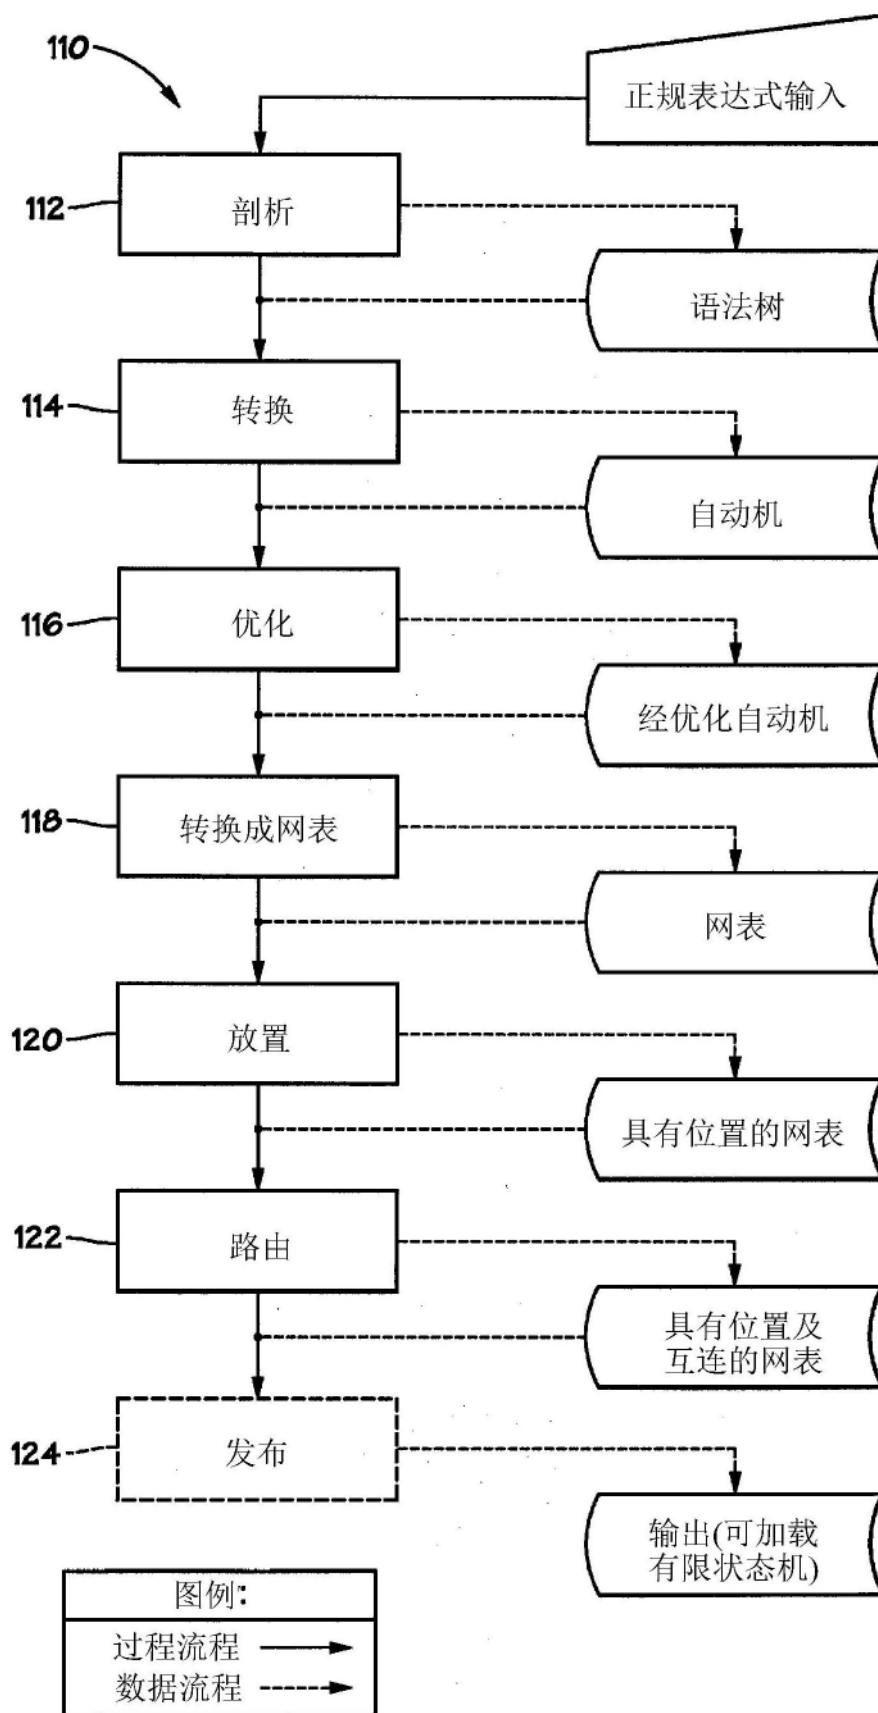 110
正规表达式输入
112
剖析
语法树
114
转换
自动机
116
优化
经优化自动机
118
转换成网表
网表
120
放置
具有位置的网表
122
路由
具有位置及
互连的网表
124
发布
输出(可加载
有限状态机)
图例:
过程流程
数据流程